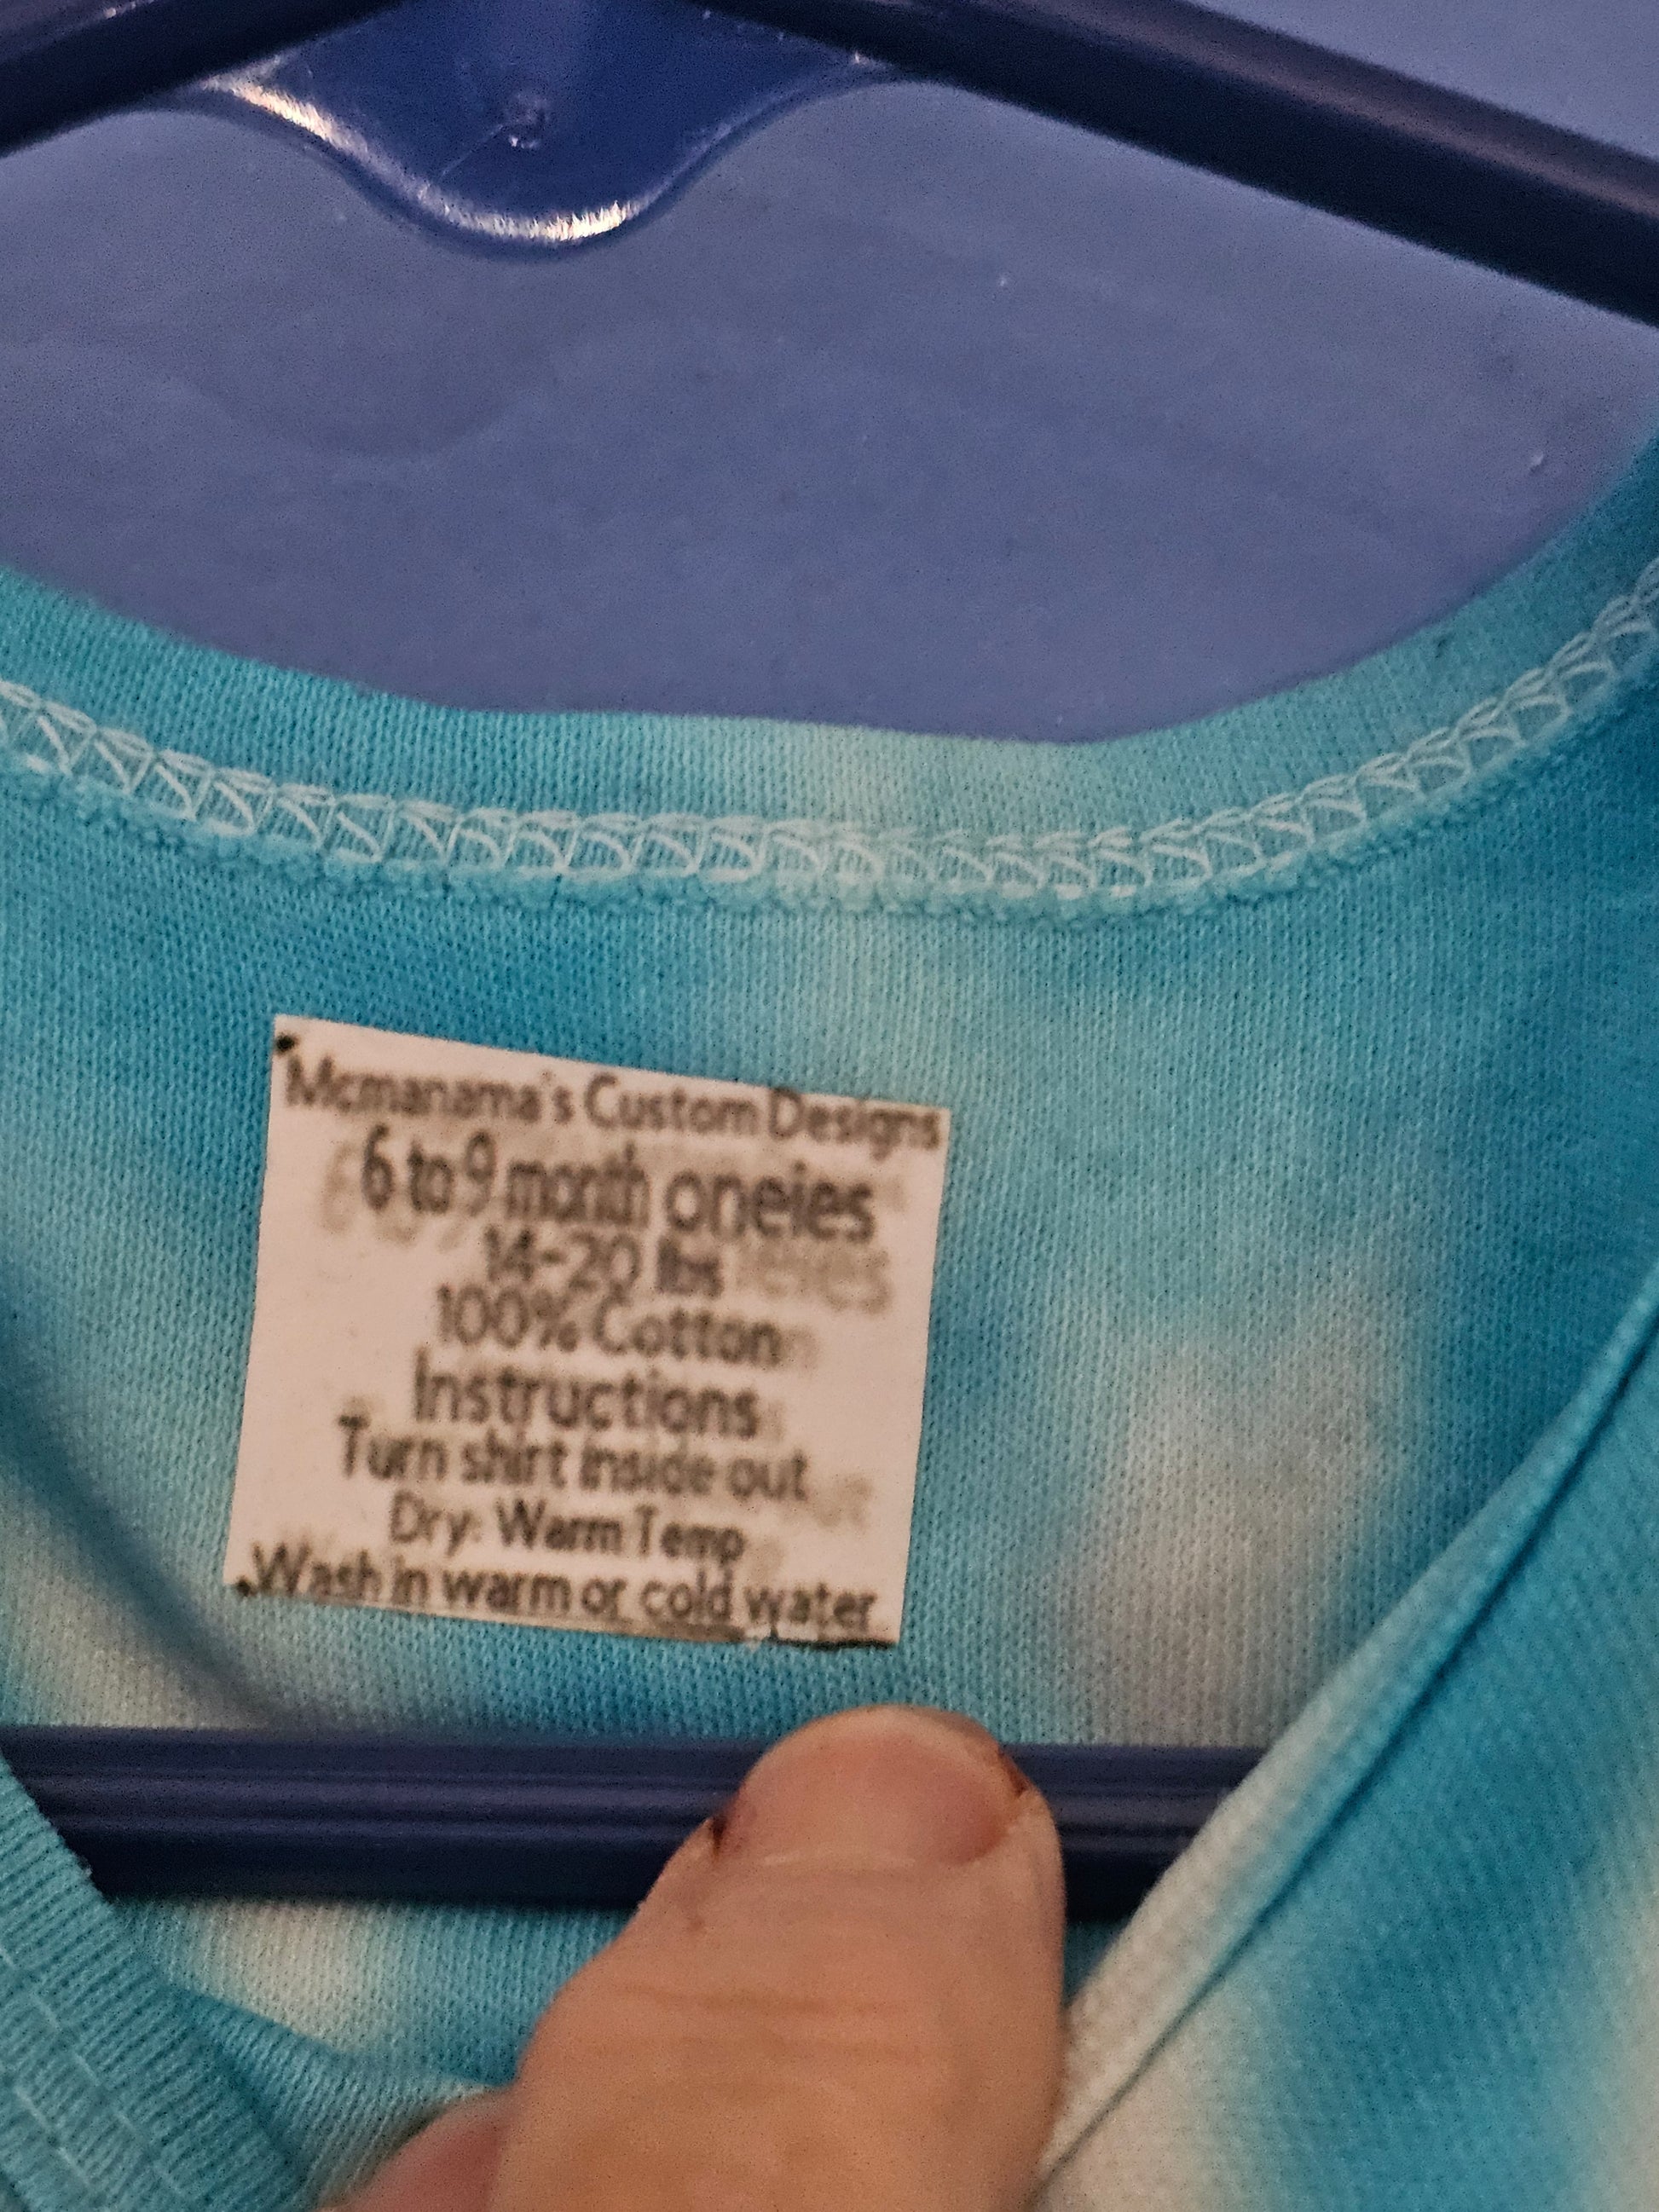 Mcmanama's Custom Designs
6 to 9 month oneies
14-20 lbs
100% Cotton
Instructions
Turn shirt inside out
Dry: Warm Temp
Wash in warm or cold water